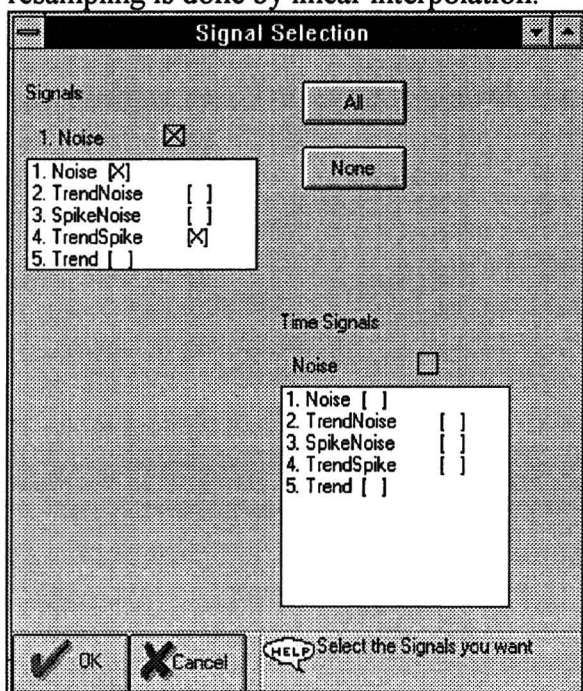 resampling is done by linear interpolation.
Signal Selection
Signals
1. Noise [X]
1. Noise [X]
2. TrendNoise [ ]
3. SpikeNoise [ ]
4. TrendSpike [X]
5. Trend [ ]
All
None
Time Signals
Noise
1. Noise [ ]
2. TrendNoise [ ]
3. SpikeNoise [ ]
4. TrendSpike [ ]
5. Trend [ ]
OK
Cancel
HELP Select the Signals you want